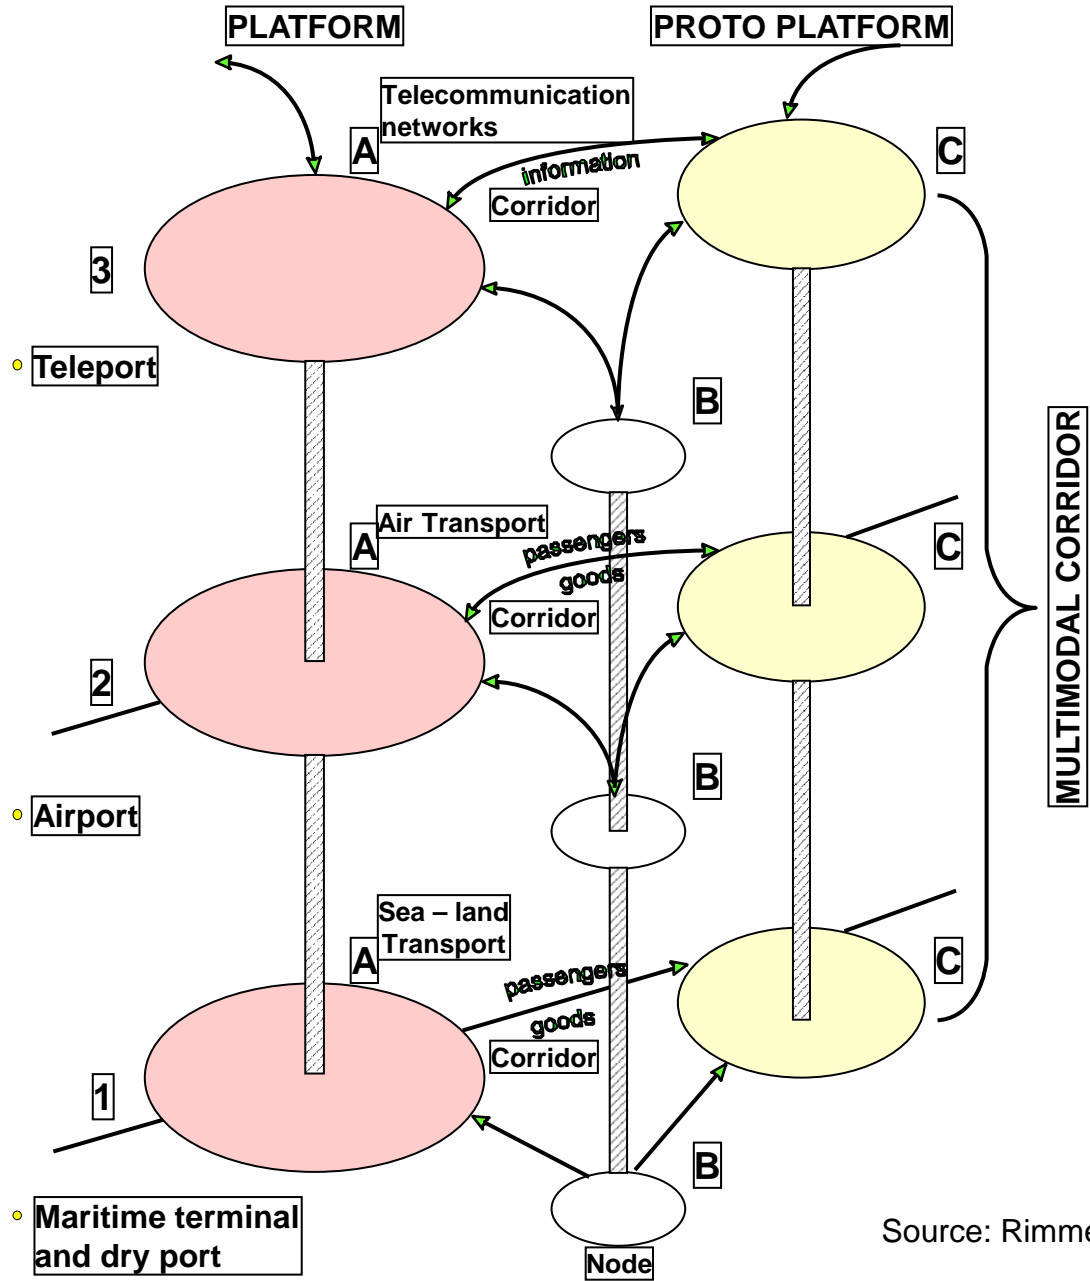 PLATFORM
PROTO PLATFORM
Telecommunication
networks
A
C
information
Corridor
3
Teleport
B
Air Transport
A
passengers
C
goods
Corridor
2
MULTIMODAL CORRIDOR
B
Airport
Sea – land
Transport
A
passengers
C
goods
Corridor
1
B
Maritime terminal
and dry port
Node
Source: